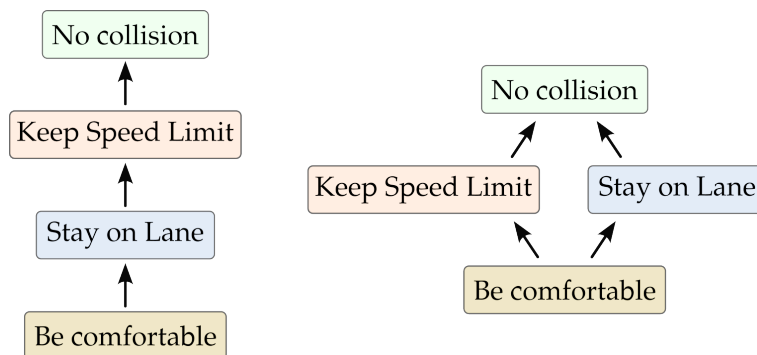 No collision
Keep Speed Limit
Stay on Lane
Be comfortable
No collision
Keep Speed Limit
Stay on Lane
Be comfortable